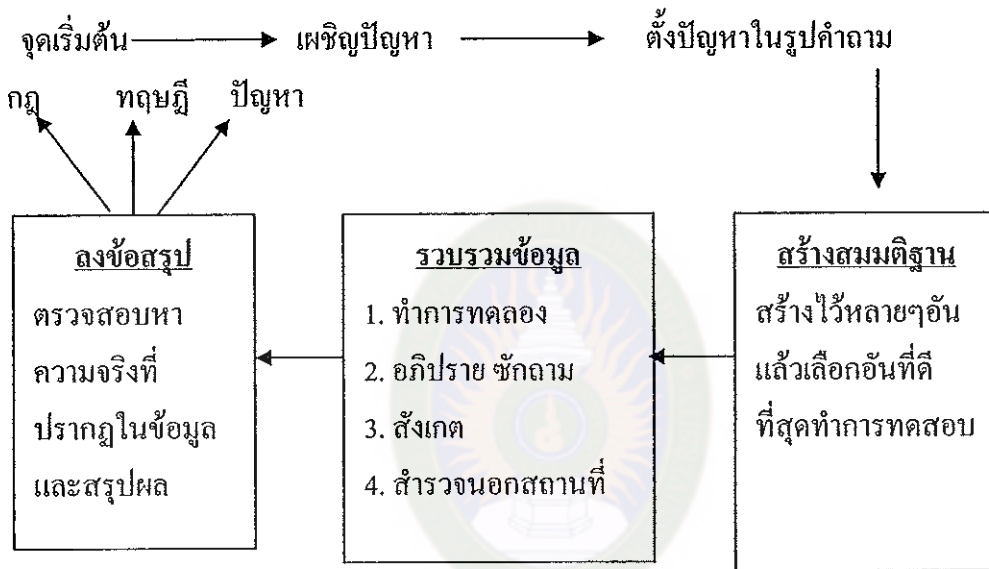 จุดเริ่มต้น เผชิญปัญหา ตั้งปัญหาในรูปคำถาม
กฎ ทฤษฎี ปัญหา
ลงข้อสรุป
ตรวจสอบหา
ความจริงที่
ปรากฏในข้อมูล
และสรุปผล
รวบรวมข้อมูล
1. ทำการทดลอง
2. อภิปราย ซักถาม
3. สังเกต
4. สำรวจนอกสถานที่
สร้างสมมติฐาน
สร้างไว้หลายๆอัน
แล้วเลือกอันที่ดี
ที่สุดทำการทดสอบ